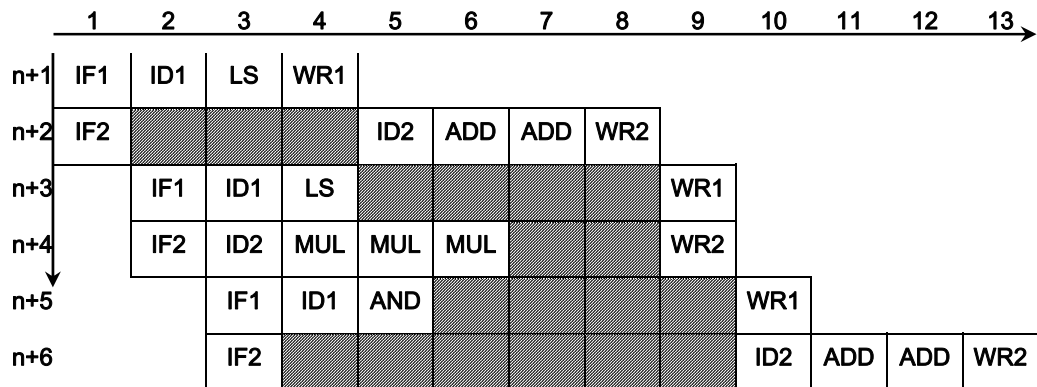 1 2 3 4 5 6 7 8 9 10 11 12 13
n+1 IF1 ID1 LS WR1
n+2 IF2 ID2 ADD ADD WR2
n+3 IF1 ID1 LS WR1
n+4 IF2 ID2 MUL MUL MUL WR2
n+5 IF1 ID1 AND WR1
n+6 IF2 ID2 ADD ADD WR2